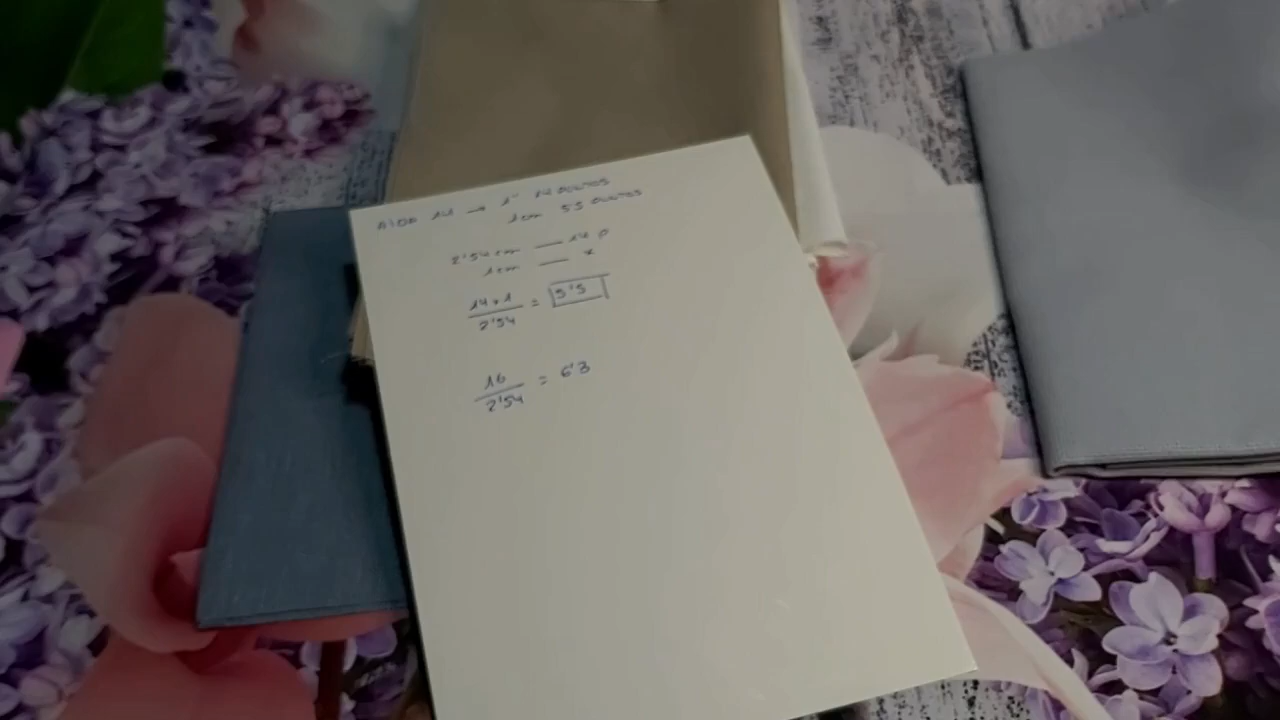 AIDA 14 → 1" 14 PUNTOS
1cm 5'5 PUNTOS
2'54 cm — 14 P
1cm — x
14 x 1 / 2'54 = 5'5
16 / 2'54 = 6'3